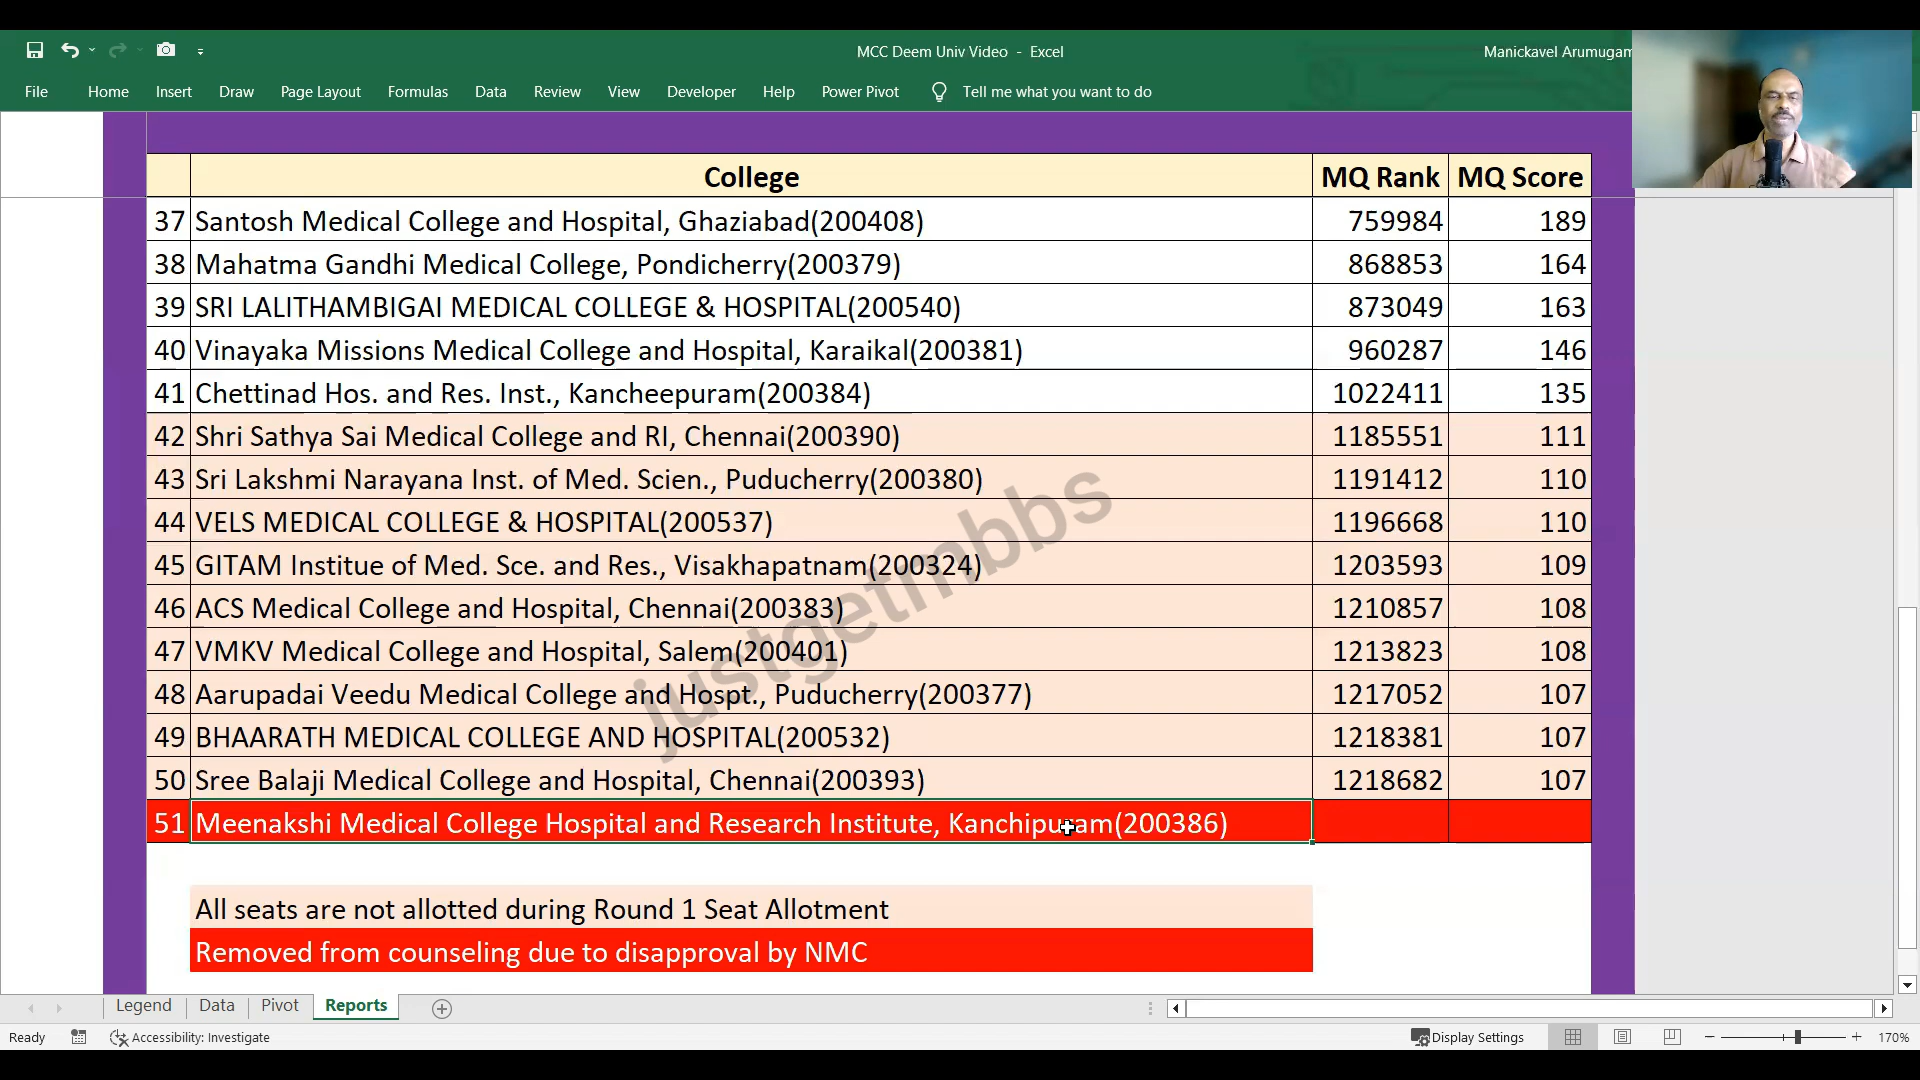 MCC Deem Univ Video - Excel
Manickavel Arumugam
File Home Insert Draw Page Layout Formulas Data Review View Developer Help Power Pivot Tell me what you want to do
College MQ Rank MQ Score
37 Santosh Medical College and Hospital, Ghaziabad(200408) 759984 189
38 Mahatma Gandhi Medical College, Pondicherry(200379) 868853 164
39 SRI LALITHAMBIGAI MEDICAL COLLEGE & HOSPITAL(200540) 873049 163
40 Vinayaka Missions Medical College and Hospital, Karaikal(200381) 960287 146
41 Chettinad Hos. and Res. Inst., Kancheepuram(200384) 1022411 135
42 Shri Sathya Sai Medical College and RI, Chennai(200390) 1185551 111
43 Sri Lakshmi Narayana Inst. of Med. Scien., Puducherry(200380) 1191412 110
44 VELS MEDICAL COLLEGE & HOSPITAL(200537) 1196668 110
45 GITAM Institue of Med. Sce. and Res., Visakhapatnam(200324) 1203593 109
46 ACS Medical College and Hospital, Chennai(200383) 1210857 108
47 VMKV Medical College and Hospital, Salem(200401) 1213823 108
48 Aarupadai Veedu Medical College and Hospt., Puducherry(200377) 1217052 107
49 BHAARATH MEDICAL COLLEGE AND HOSPITAL(200532) 1218381 107
50 Sree Balaji Medical College and Hospital, Chennai(200393) 1218682 107
51 Meenakshi Medical College Hospital and Research Institute, Kanchipuram(200386)
justgetmbbs
All seats are not allotted during Round 1 Seat Allotment
Removed from counseling due to disapproval by NMC
Legend Data Pivot Reports
Ready Accessibility: Investigate Display Settings 170%